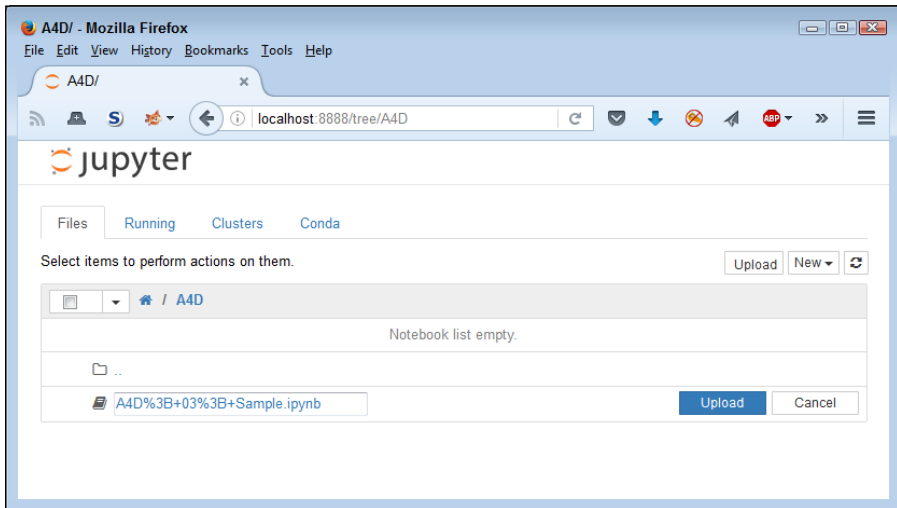 A4D/ - Mozilla Firefox
File Edit View History Bookmarks Tools Help
A4D/
S) localhost:8888/tree/A4D ABP
jupyter
Files Running Clusters Conda
Select items to perform actions on them. Upload New
/ A4D
Notebook list empty.
..
A4D%3B+03%3B+Sample.ipynb Upload Cancel